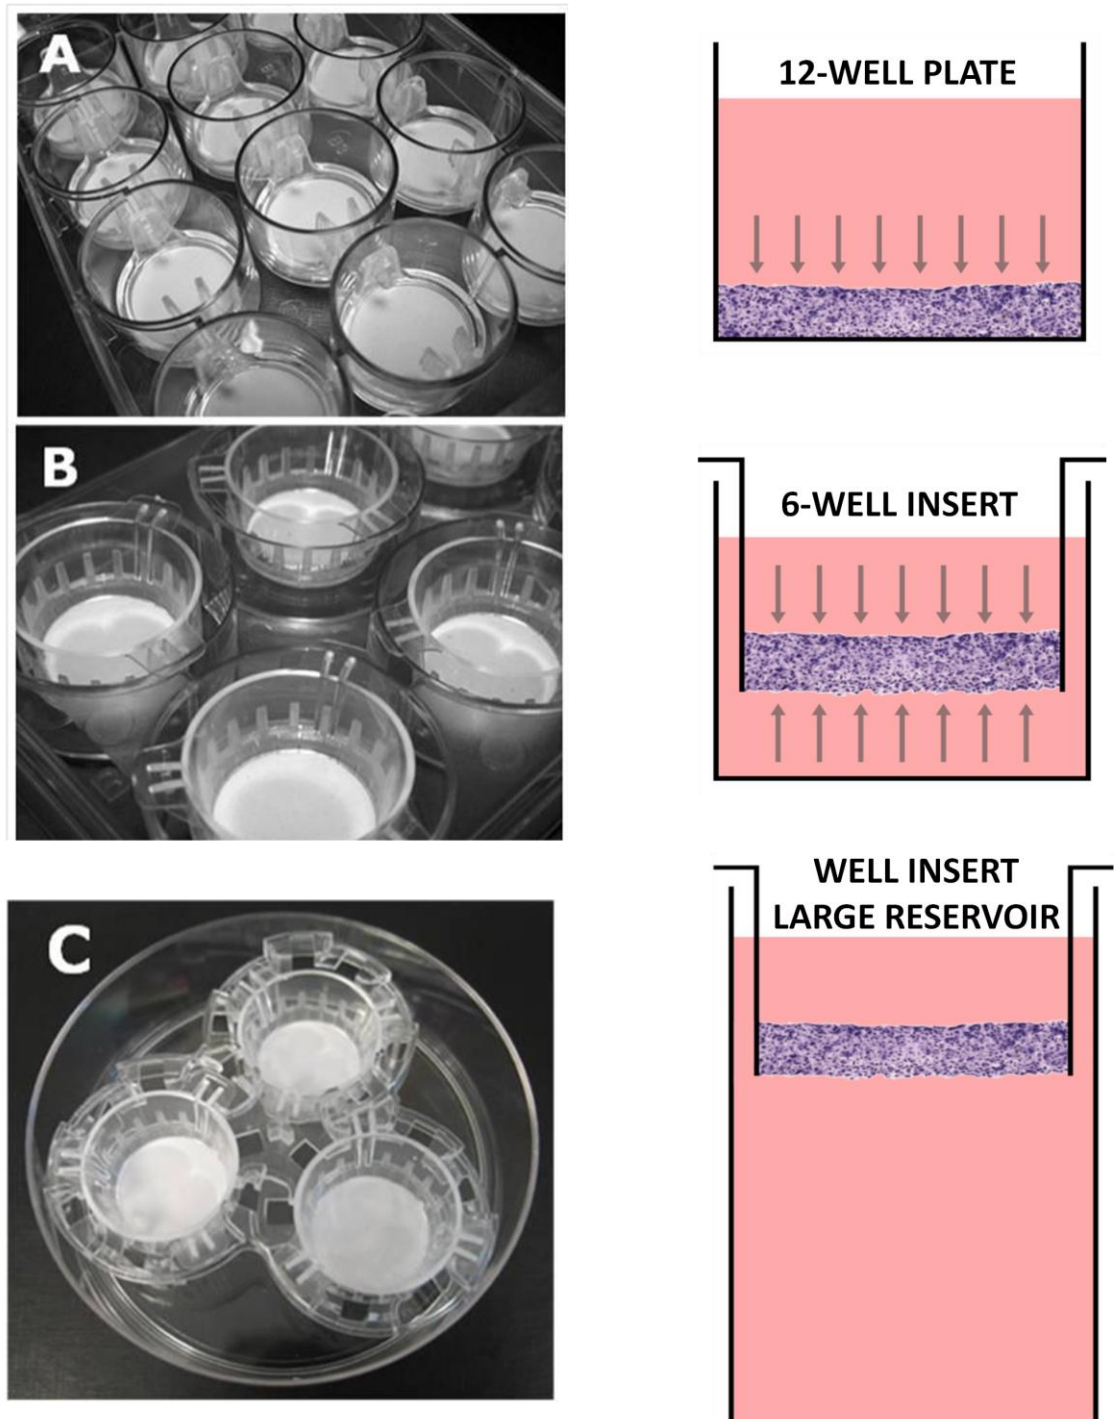 A
12-WELL PLATE
B
6-WELL INSERT
C
WELL INSERT
LARGE RESERVOIR